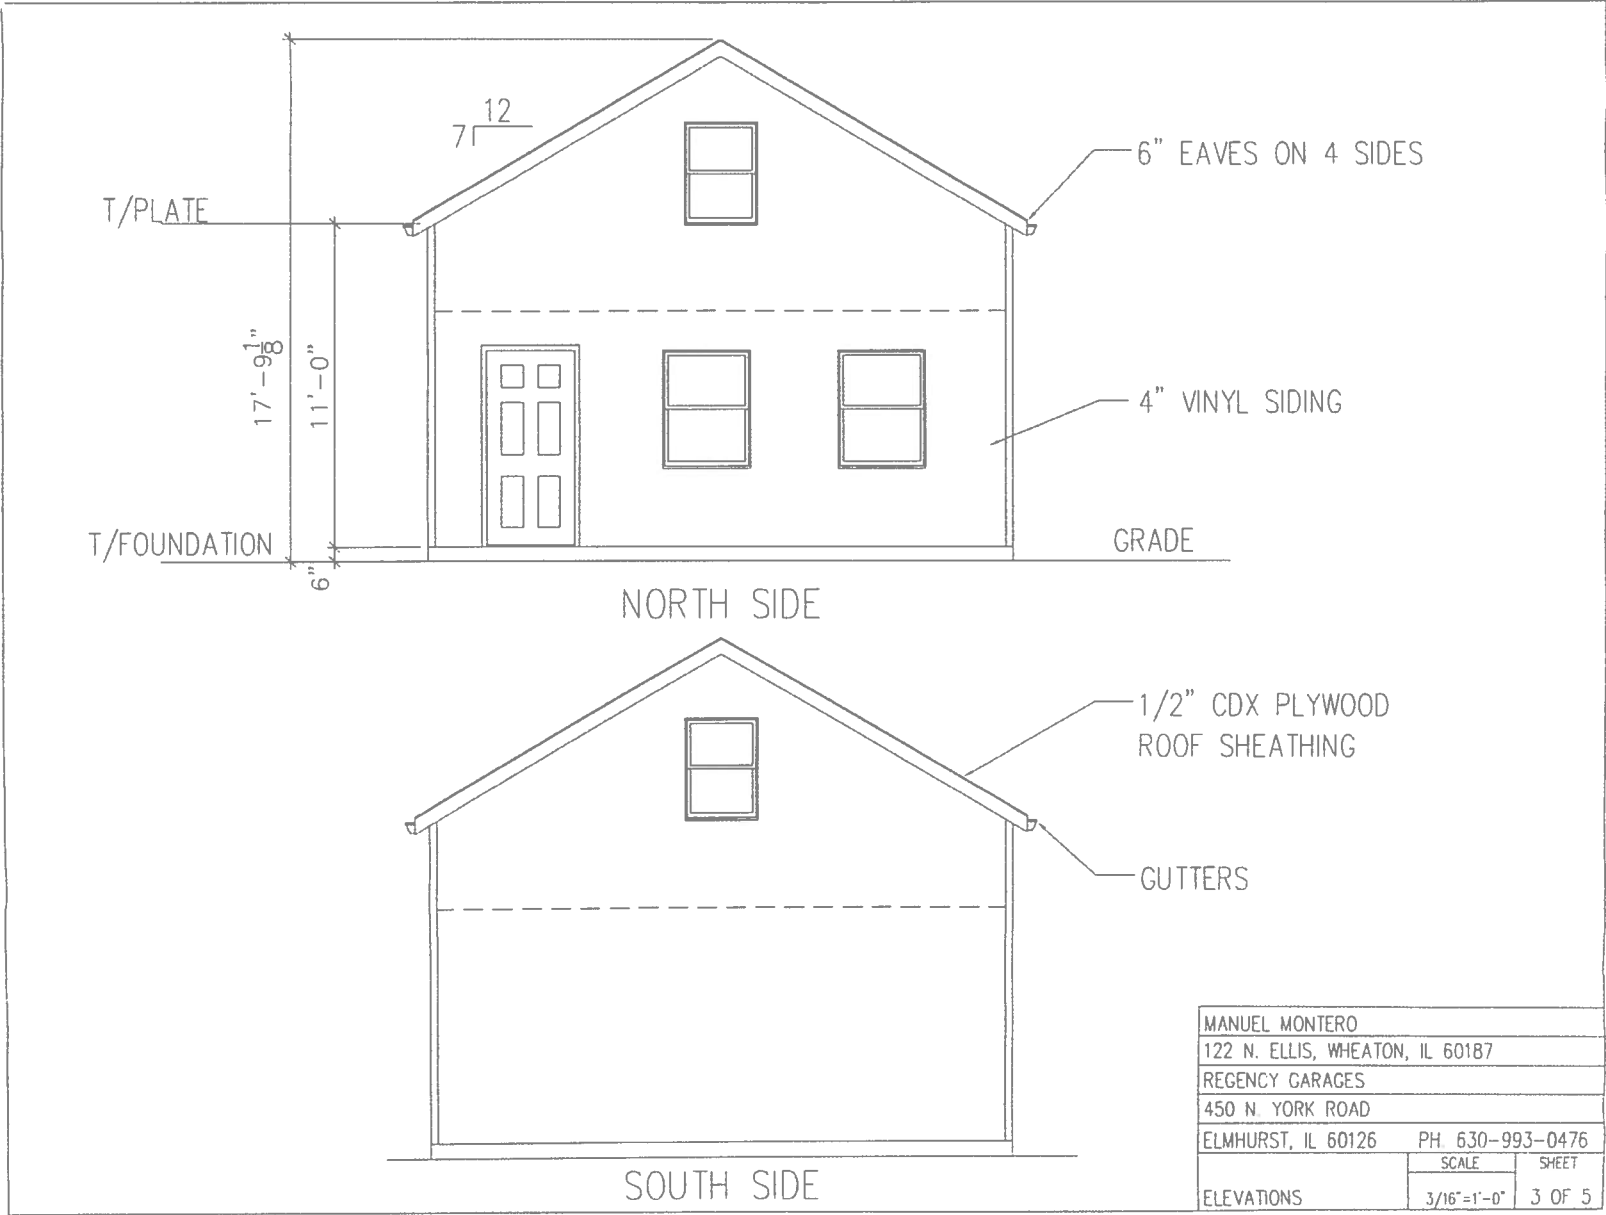 12
7
6" EAVES ON 4 SIDES
T/PLATE
17'-9 1/8"
11'-0"
4" VINYL SIDING
T/FOUNDATION
GRADE
6"
NORTH SIDE
1/2" CDX PLYWOOD
ROOF SHEATHING
GUTTERS
SOUTH SIDE
MANUEL MONTERO
122 N. ELLIS, WHEATON, IL 60187
REGENCY GARAGES
450 N. YORK ROAD
ELMHURST, IL 60126 PH. 630-993-0476
SCALE SHEET
ELEVATIONS 3/16"=1'-0" 3 OF 5